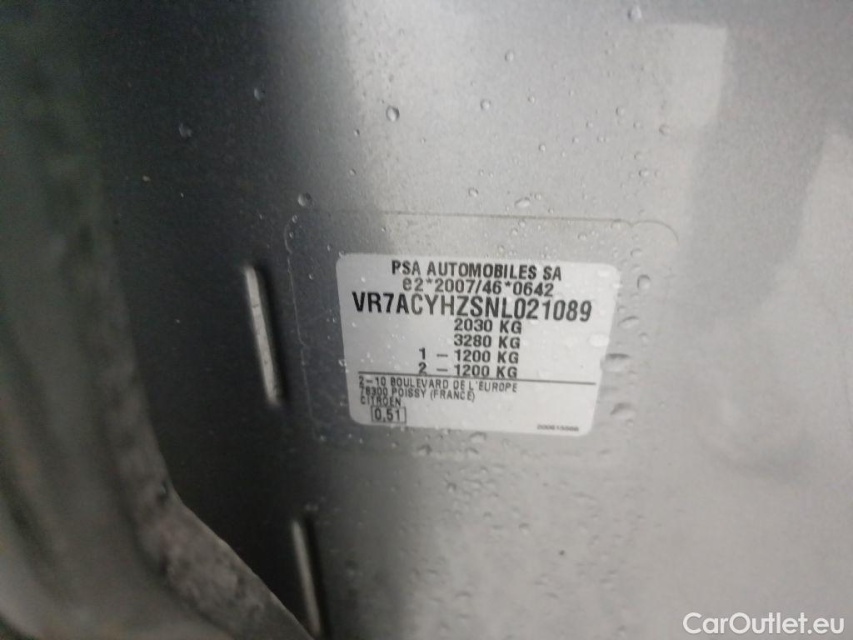 PSA AUTOMOBILES SA
e2*2007/46*0642
VR7ACYHZSNL021089
2030 KG
3280 KG
1 - 1200 KG
2 - 1200 KG
2-10 BOULEVARD DE L'EUROPE
78300 POISSY (FRANCE)
CITROEN
0.51
CarOutlet.eu